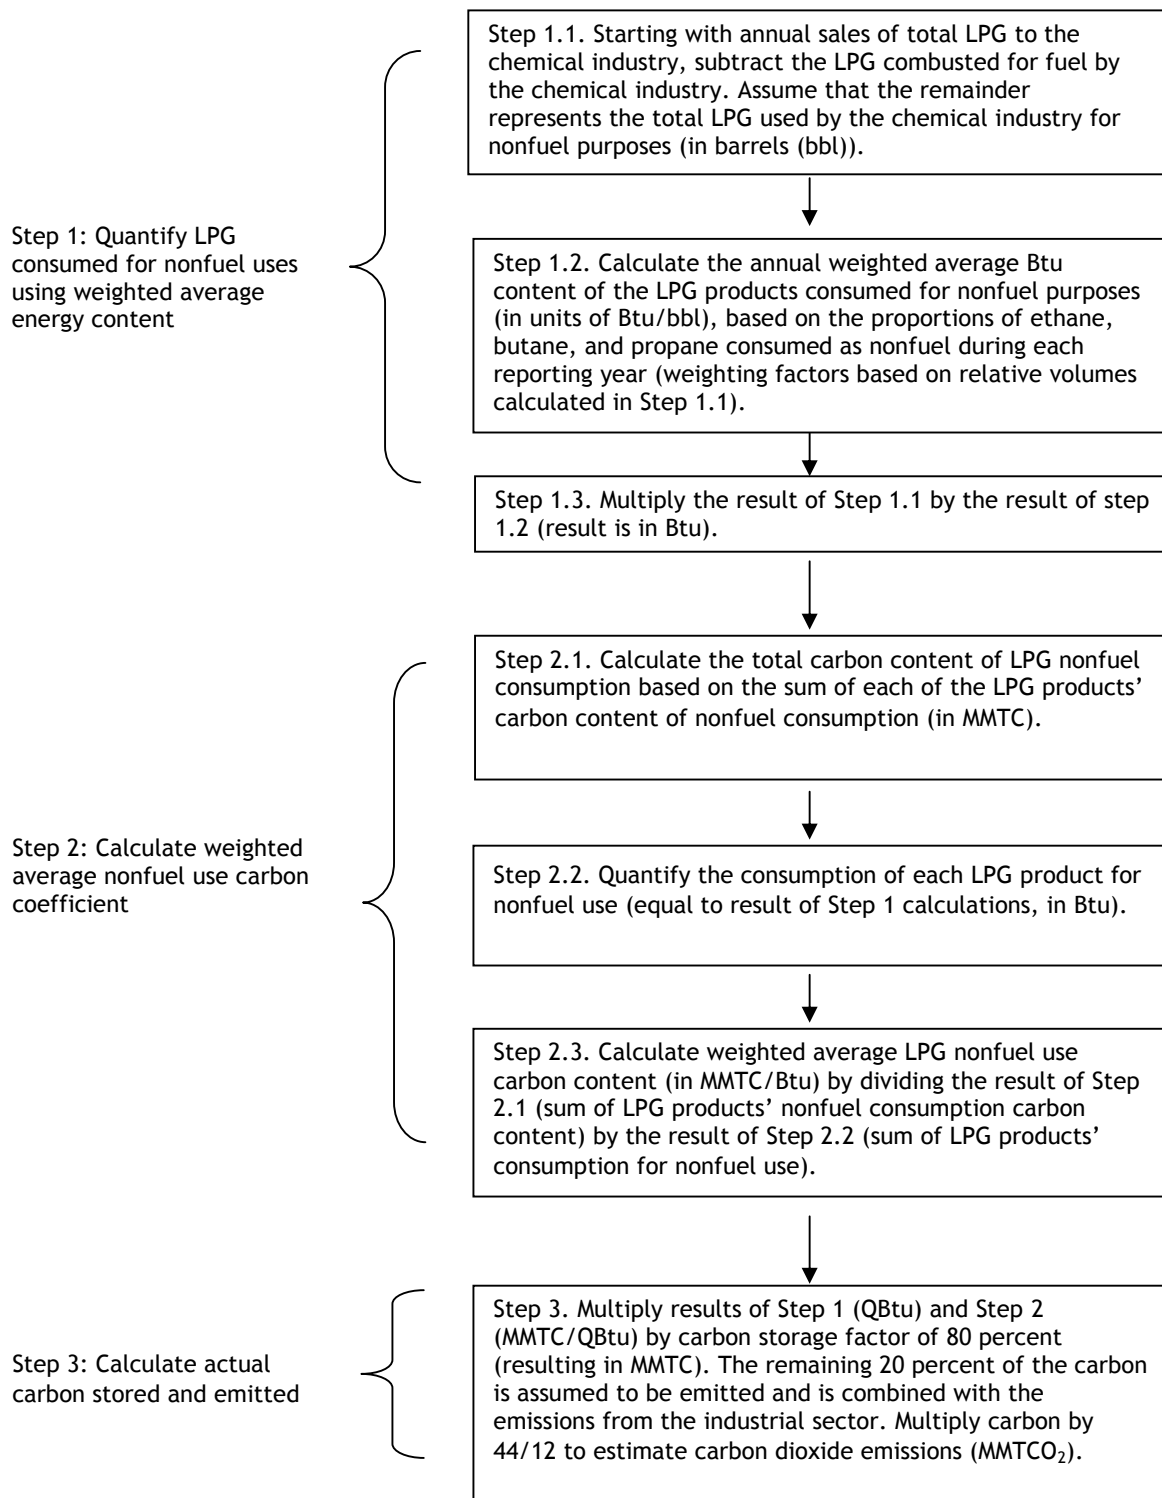 Step 1.1. Starting with annual sales of total LPG to the
chemical industry, subtract the LPG combusted for fuel by
the chemical industry. Assume that the remainder
represents the total LPG used by the chemical industry for
nonfuel purposes (in barrels (bbl)).
Step 1: Quantify LPG
consumed for nonfuel uses
using weighted average
energy content
Step 1.2. Calculate the annual weighted average Btu
content of the LPG products consumed for nonfuel purposes
(in units of Btu/bbl), based on the proportions of ethane,
butane, and propane consumed as nonfuel during each
reporting year (weighting factors based on relative volumes
calculated in Step 1.1).
Step 1.3. Multiply the result of Step 1.1 by the result of step
1.2 (result is in Btu).
Step 2.1. Calculate the total carbon content of LPG nonfuel
consumption based on the sum of each of the LPG products’
carbon content of nonfuel consumption (in MMTC).
Step 2: Calculate weighted
average nonfuel use carbon
coefficient
Step 2.2. Quantify the consumption of each LPG product for
nonfuel use (equal to result of Step 1 calculations, in Btu).
Step 2.3. Calculate weighted average LPG nonfuel use
carbon content (in MMTC/Btu) by dividing the result of Step
2.1 (sum of LPG products’ nonfuel consumption carbon
content) by the result of Step 2.2 (sum of LPG products’
consumption for nonfuel use).
Step 3: Calculate actual
carbon stored and emitted
Step 3. Multiply results of Step 1 (QBtu) and Step 2
(MMTC/QBtu) by carbon storage factor of 80 percent
(resulting in MMTC). The remaining 20 percent of the carbon
is assumed to be emitted and is combined with the
emissions from the industrial sector. Multiply carbon by
44/12 to estimate carbon dioxide emissions (MMTCO₂).